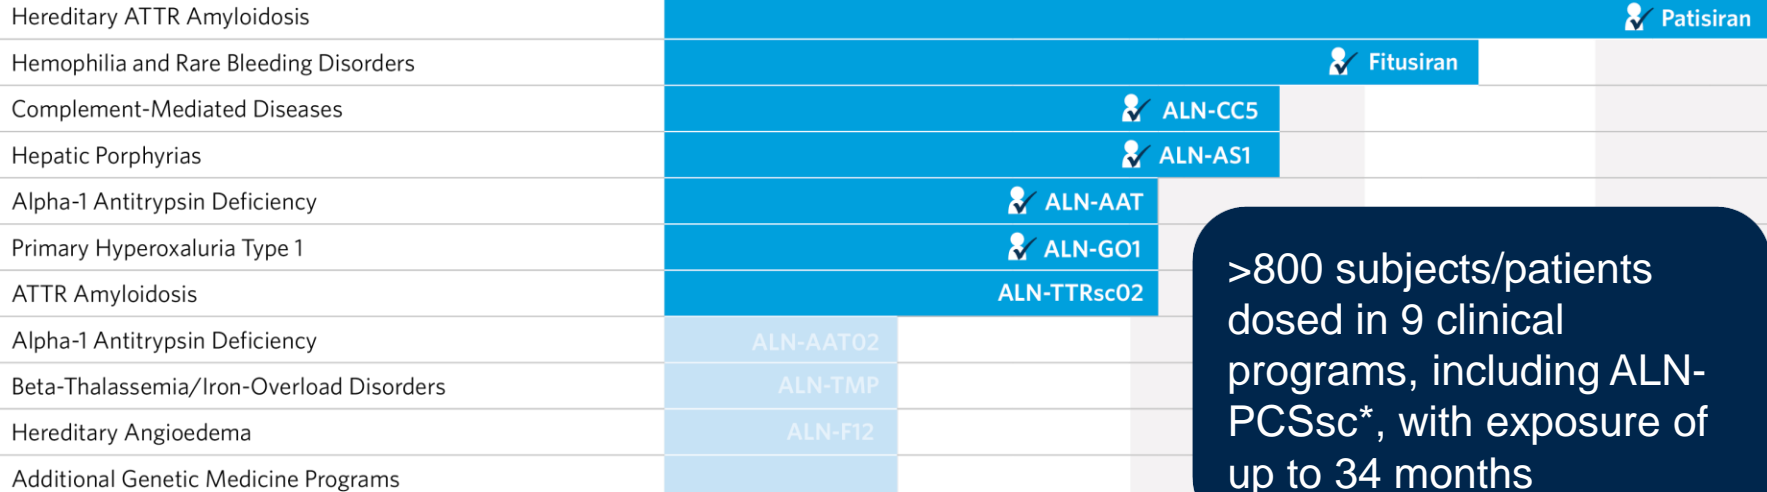 Hereditary ATTR Amyloidosis
Patisiran
Hemophilia and Rare Bleeding Disorders
Fitusiran
Complement-Mediated Diseases
ALN-CC5
Hepatic Porphyrias
ALN-AS1
Alpha-1 Antitrypsin Deficiency
ALN-AAT
Primary Hyperoxaluria Type 1
ALN-GO1
ATTR Amyloidosis
ALN-TTRsc02
Alpha-1 Antitrypsin Deficiency
ALN-AAT02
Beta-Thalassemia/Iron-Overload Disorders
ALN-TMP
Hereditary Angioedema
ALN-F12
Additional Genetic Medicine Programs
>800 subjects/patients
dosed in 9 clinical
programs, including ALN-
PCSsc*, with exposure of
up to 34 months